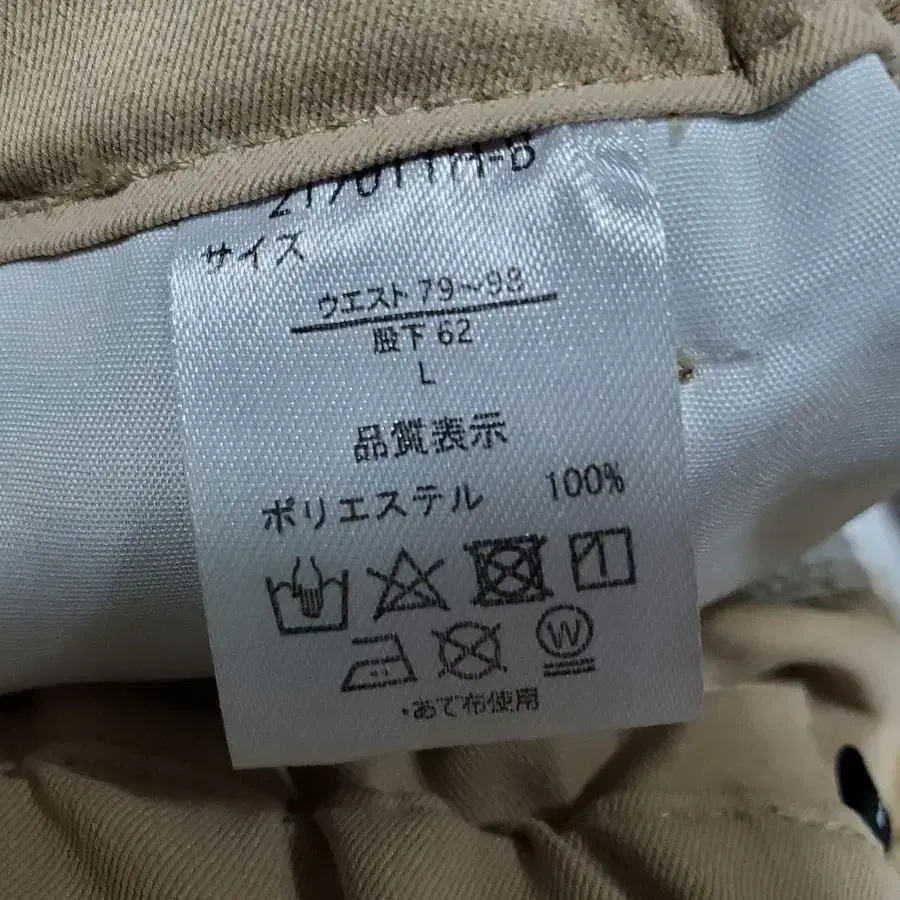 サイズ
ウエスト 79～98
股下 62
L
品質表示
ポリエステル 100%
W
・あて布使用